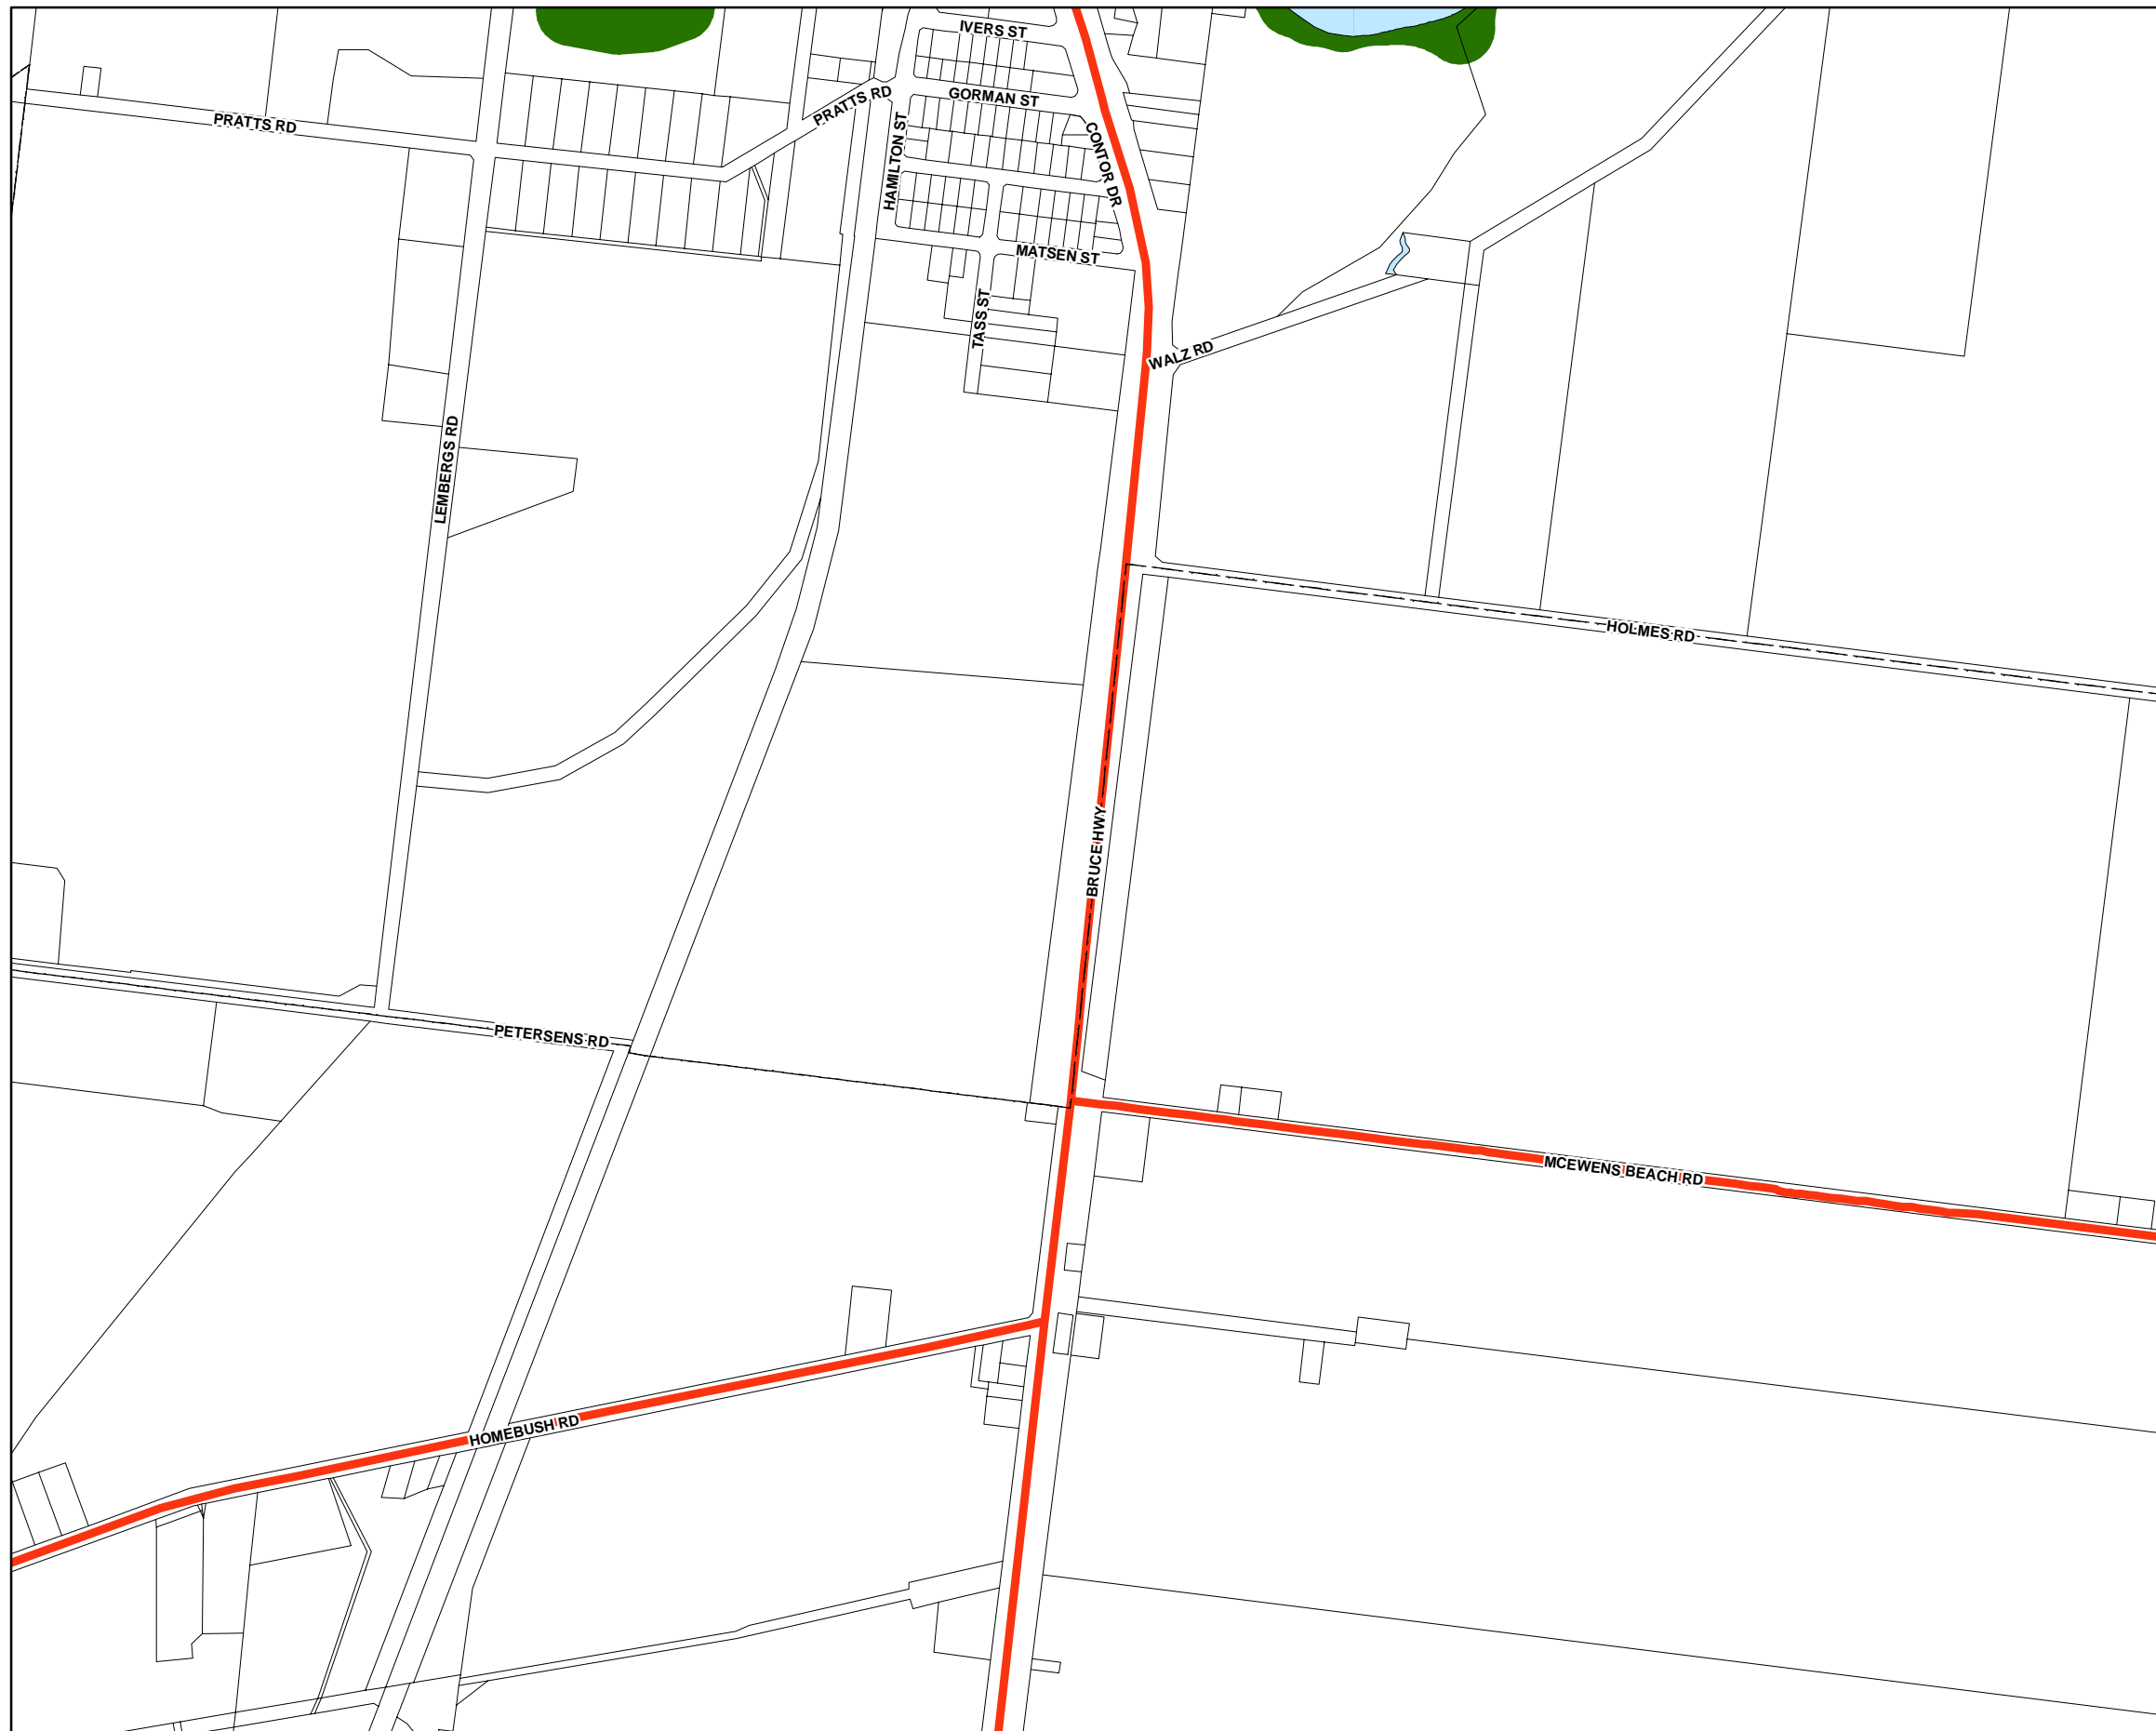 IVERS ST
PRATTS RD
GORMAN ST
PRATTS RD
HAMILTON ST
CONTOR DR
MATSEN ST
TASS ST
WALZ RD
LEMBERGS RD
HOLMES RD
BRUCE HWY
PETERSENS RD
MCEWENS BEACH RD
HOMEBUSH RD